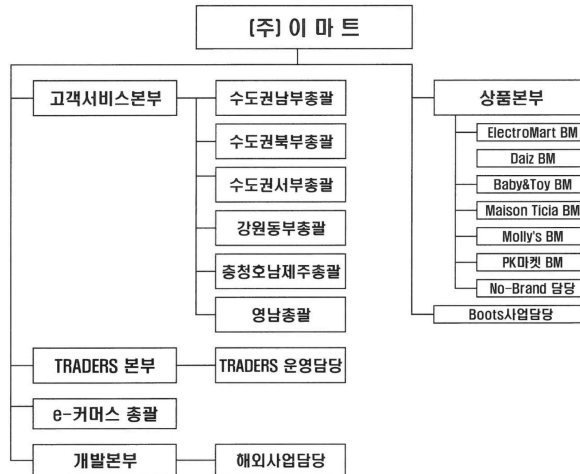 (주) 이 마 트
고객서비스본부
수도권남부총괄
수도권북부총괄
수도권서부총괄
강원동부총괄
충청호남제주총괄
영남총괄
TRADERS 본부
TRADERS 운영담당
e-커머스 총괄
개발본부
해외사업담당
상품본부
ElectroMart BM
Daiz BM
Baby&Toy BM
Maison Ticia BM
Molly's BM
PK마켓 BM
No-Brand 담당
Boots사업담당